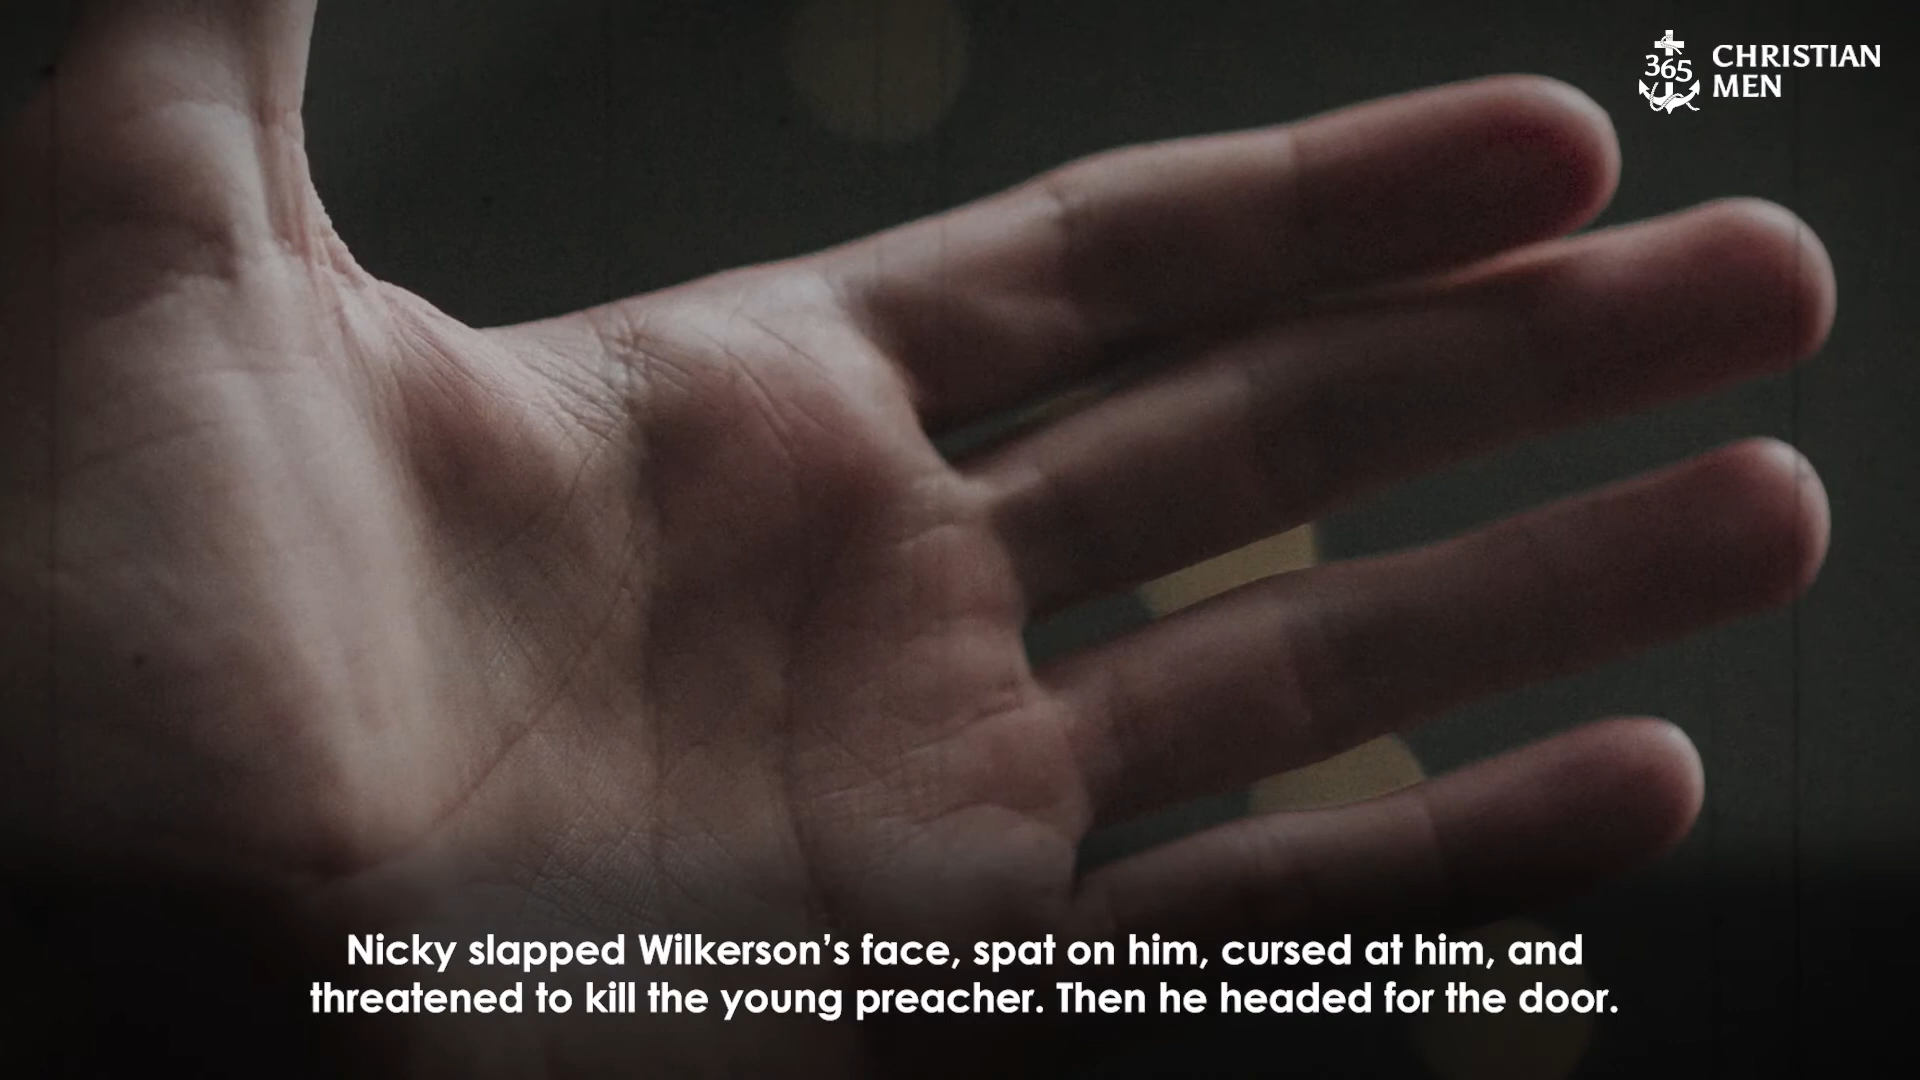 365
CHRISTIAN
MEN
Nicky slapped Wilkerson’s face, spat on him, cursed at him, and
threatened to kill the young preacher. Then he headed for the door.